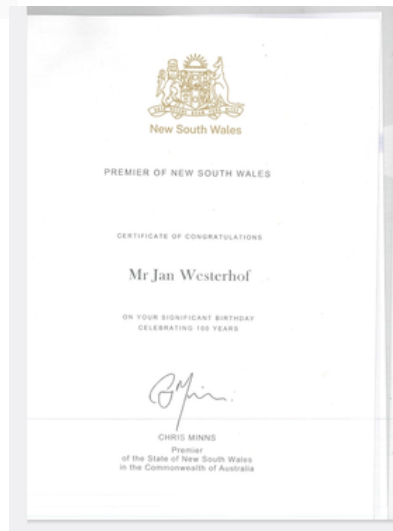 New South Wales
PREMIER OF NEW SOUTH WALES
CERTIFICATE OF CONGRATULATIONS
Mr Jan Westerhof
ON YOUR SIGNIFICANT BIRTHDAY
CELEBRATING 100 YEARS
CHRIS MINNS
Premier
of the State of New South Wales
in the Commonwealth of Australia